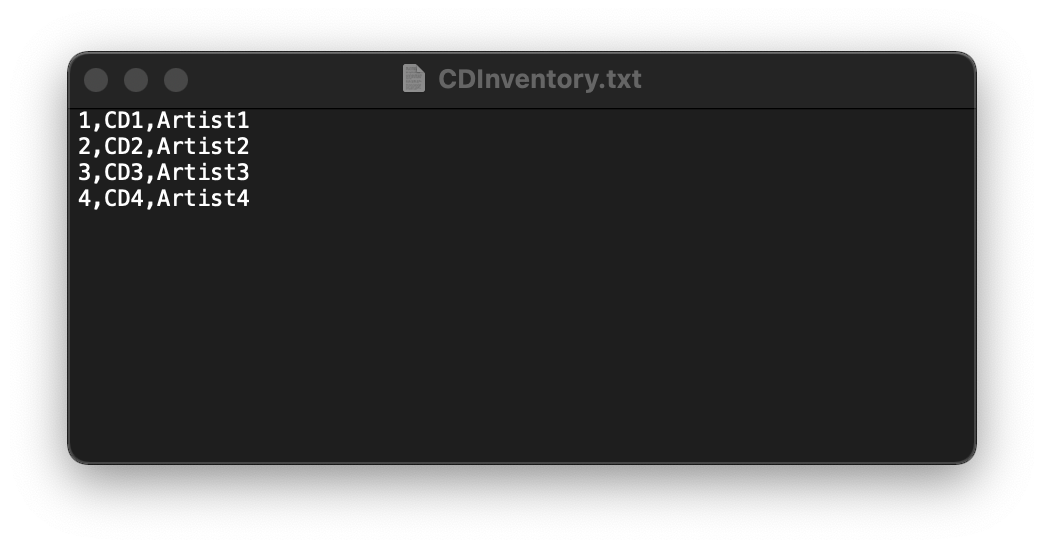 CDInventory.txt
1,CD1,Artist1
2,CD2,Artist2
3,CD3,Artist3
4,CD4,Artist4